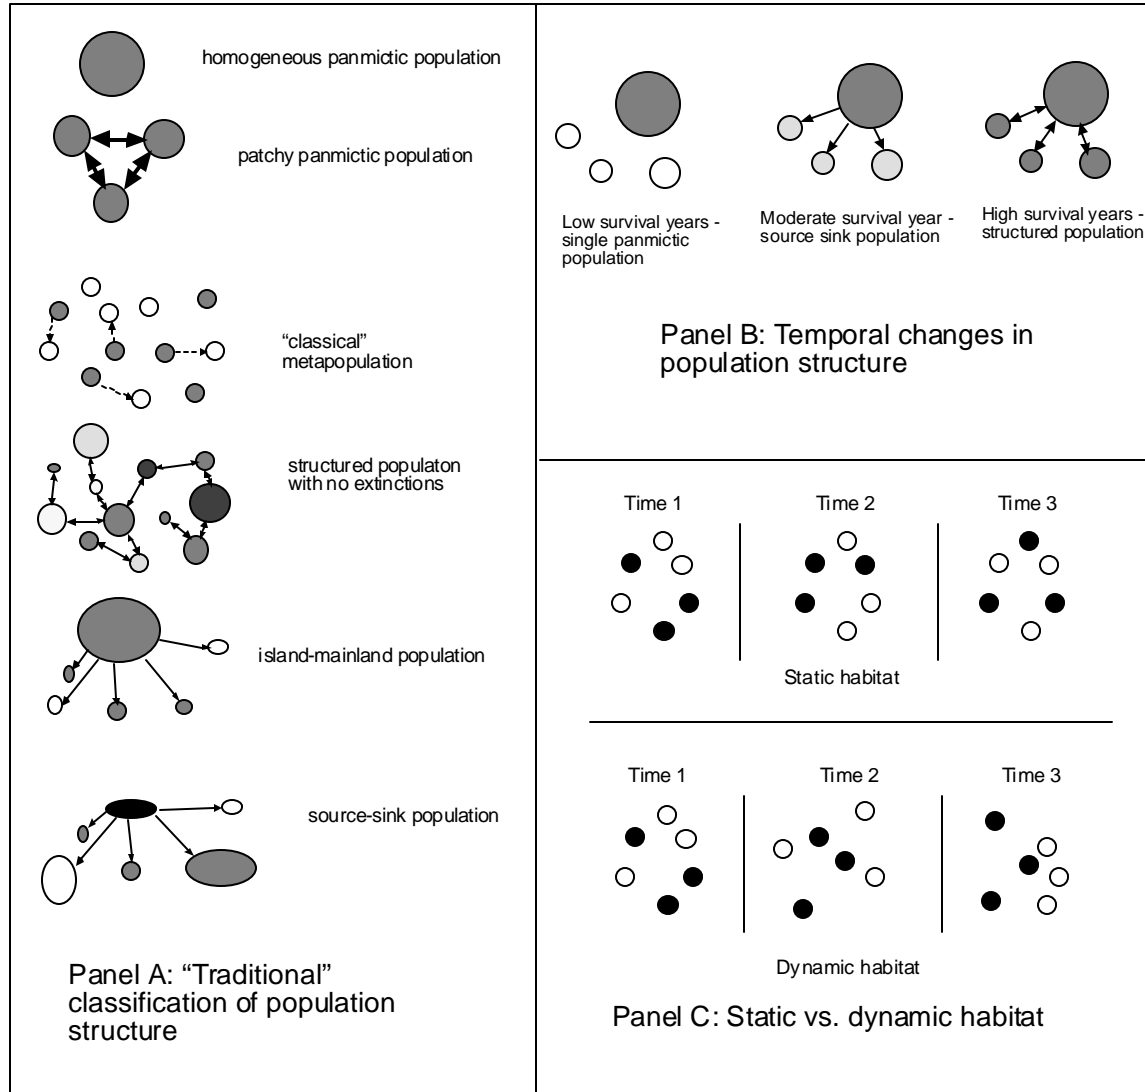 homogeneous panmictic population
patchy panmictic population
“classical”
metapopulation
structured populaton
with no extinctions
island-mainland population
source-sink population
Panel A: “Traditional”
classification of population
structure
Low survival years -
single panmictic
population
Moderate survival year -
source sink population
High survival years -
structured population
Panel B: Temporal changes in
population structure
Time 1
Time 2
Time 3
Static habitat
Time 1
Time 2
Time 3
Dynamic habitat
Panel C: Static vs. dynamic habitat